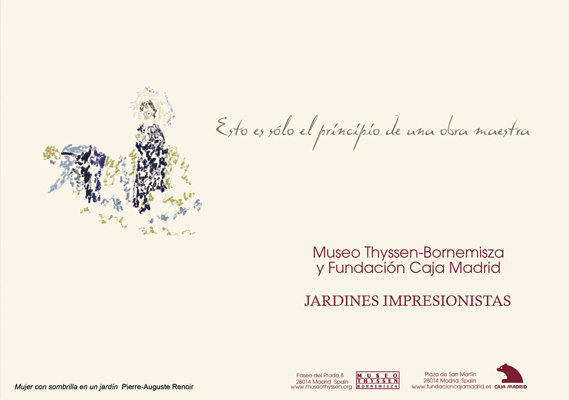 Esto es sólo el principio de una obra maestra
Museo Thyssen-Bornemisza
y Fundación Caja Madrid
JARDINES IMPRESIONISTAS
Paseo del Prado,8
28014 Madrid Spain
www.museothyssen.org
MUSEO
THYSSEN
BORNEMISZA
Plaza de San Martín
28014 Madrid Spain
www.fundacioncajamadrid.es
CAJA MADRID
Mujer con sombrilla en un jardín Pierre-Auguste Renoir